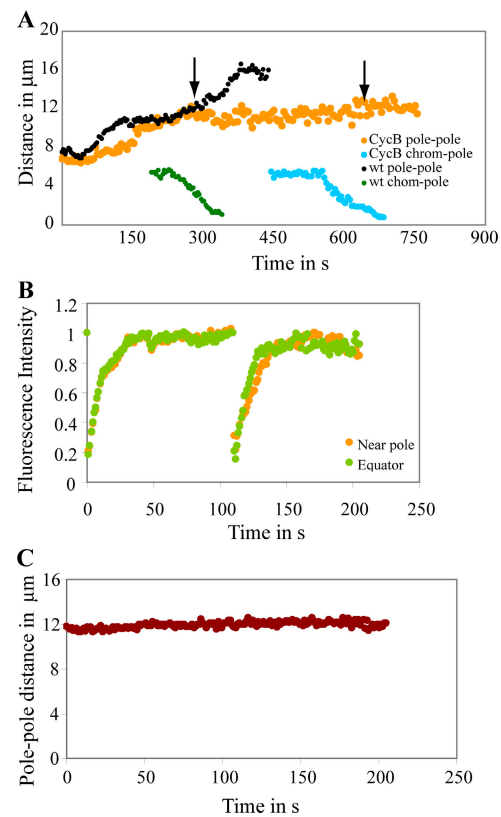 A
Distance in µm
20
16
12
8
4
0
150
300
450
600
750
900
Time in s
CycB pole-pole
CycB chrom-pole
wt pole-pole
wt chom-pole
B
Fluorescence Intensity
1.2
1
0.8
0.6
0.4
0.2
0
0
50
100
150
200
250
Time in s
Near pole
Equator
C
Pole-pole distance in µm
16
12
8
4
0
0
50
100
150
200
250
Time in s